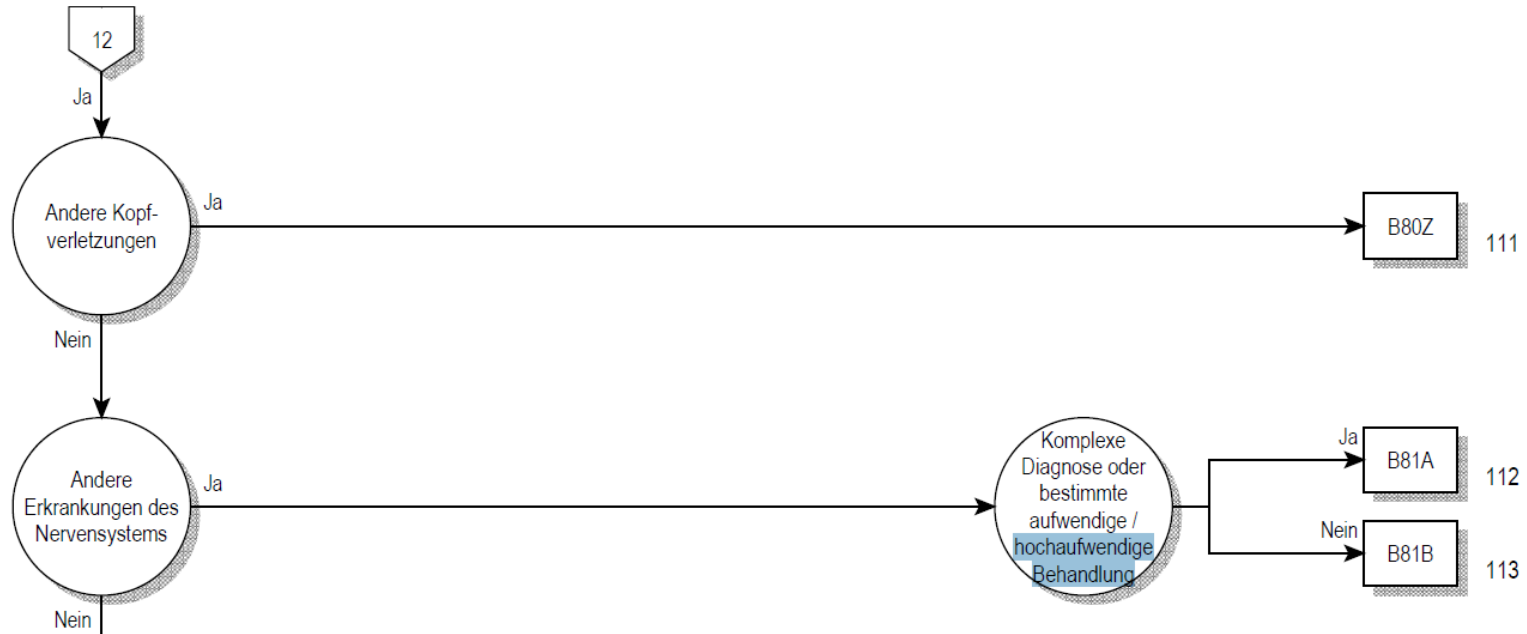 12
Ja
Andere Kopf-
verletzungen
Ja
B80Z
111
Nein
Andere
Erkrankungen des
Nervensystems
Ja
Komplexe
Diagnose oder
bestimmte
aufwendige /
hochaufwendige
Behandlung
Ja
B81A
112
Nein
B81B
113
Nein